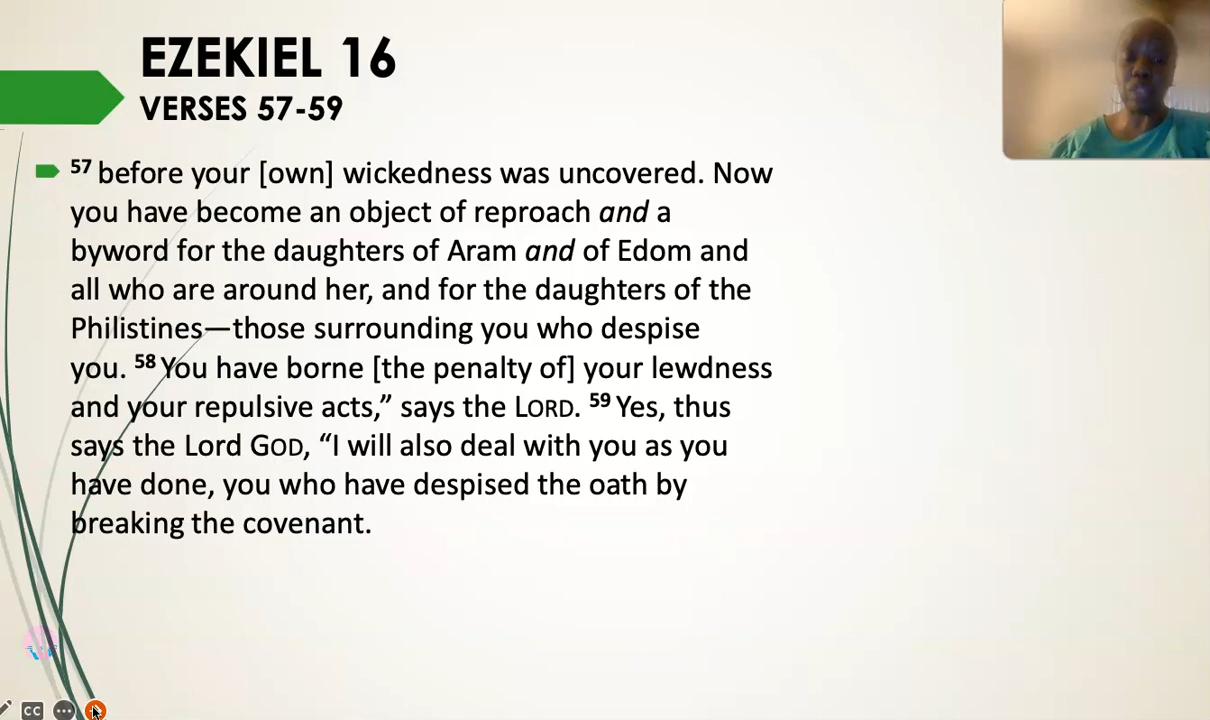 EZEKIEL 16
VERSES 57-59
57 before your [own] wickedness was uncovered. Now
you have become an object of reproach and a
byword for the daughters of Aram and of Edom and
all who are around her, and for the daughters of the
Philistines—those surrounding you who despise
you. 58 You have borne [the penalty of] your lewdness
and your repulsive acts,” says the LORD. 59 Yes, thus
says the Lord GOD, “I will also deal with you as you
have done, you who have despised the oath by
breaking the covenant.
CC